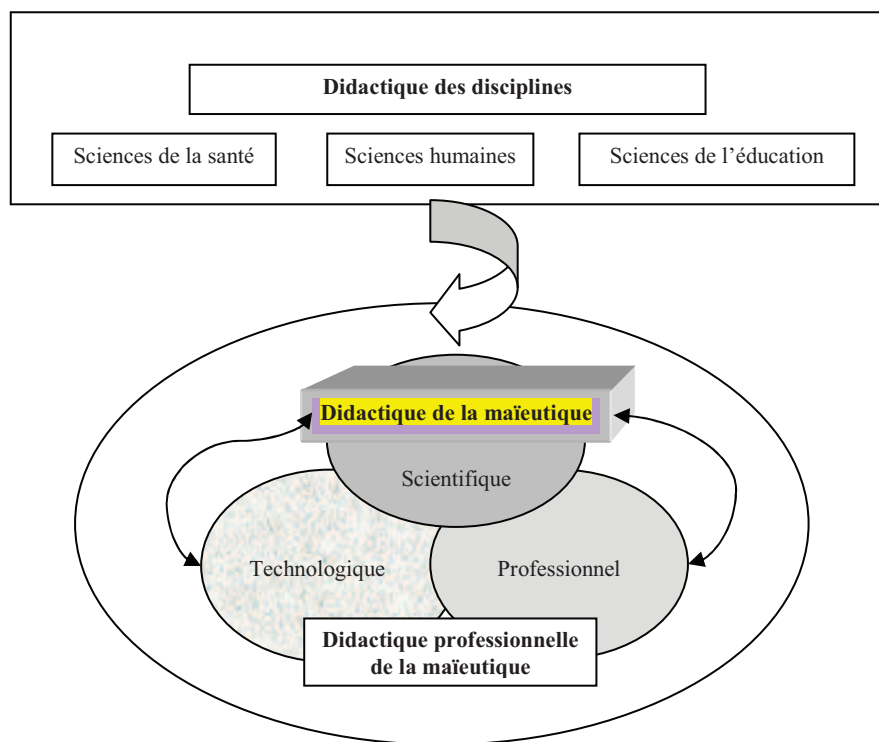 Didactique des disciplines
Sciences de la santé
Sciences humaines
Sciences de l'éducation
Didactique de la maïeutique
Scientifique
Technologique
Professionnel
Didactique professionnelle
de la maïeutique